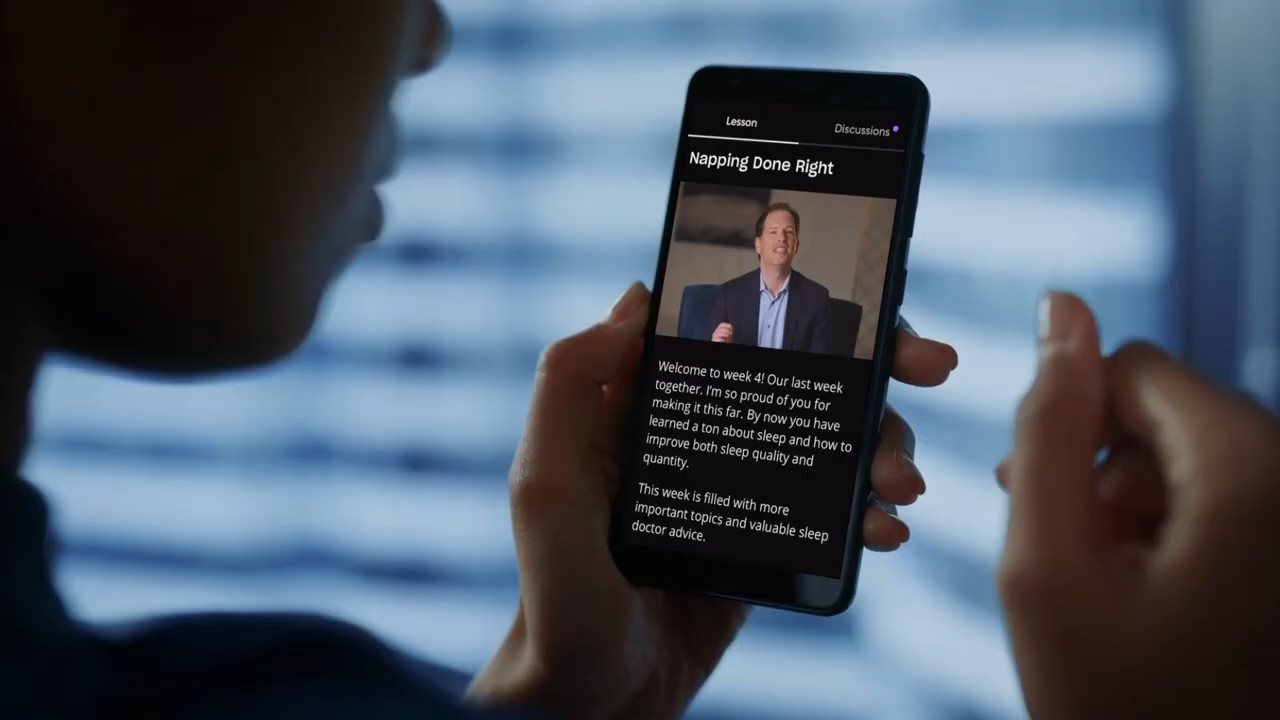 Lesson
Discussions
Napping Done Right
Welcome to week 4! Our last week
together. I'm so proud of you for
making it this far. By now you have
learned a ton about sleep and how to
improve both sleep quality and
quantity.
This week is filled with more
important topics and valuable sleep
doctor advice.